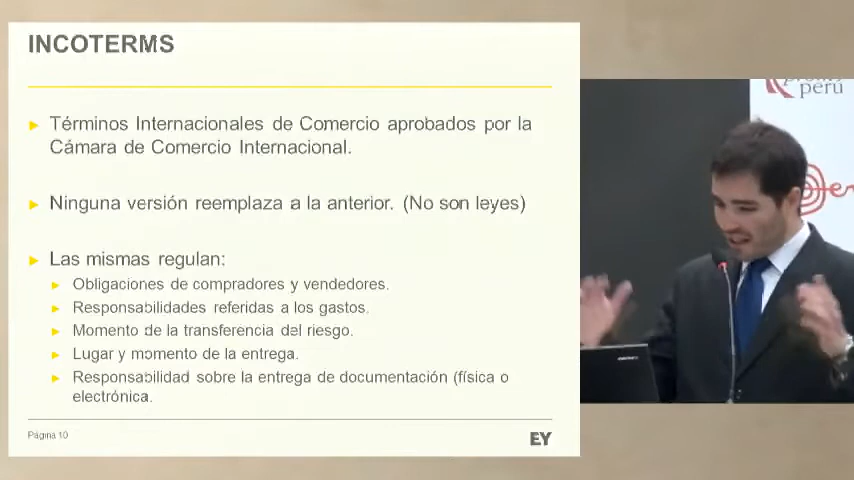 INCOTERMS
Términos Internacionales de Comercio aprobados por la
Cámara de Comercio Internacional.
Ninguna versión reemplaza a la anterior. (No son leyes)
Las mismas regulan:
Obligaciones de compradores y vendedores.
Responsabilidades referidas a los gastos.
Momento de la transferencia del riesgo.
Lugar y momento de la entrega.
Responsabilidad sobre la entrega de documentación (física o
electrónica.
Página 10
EY
perú